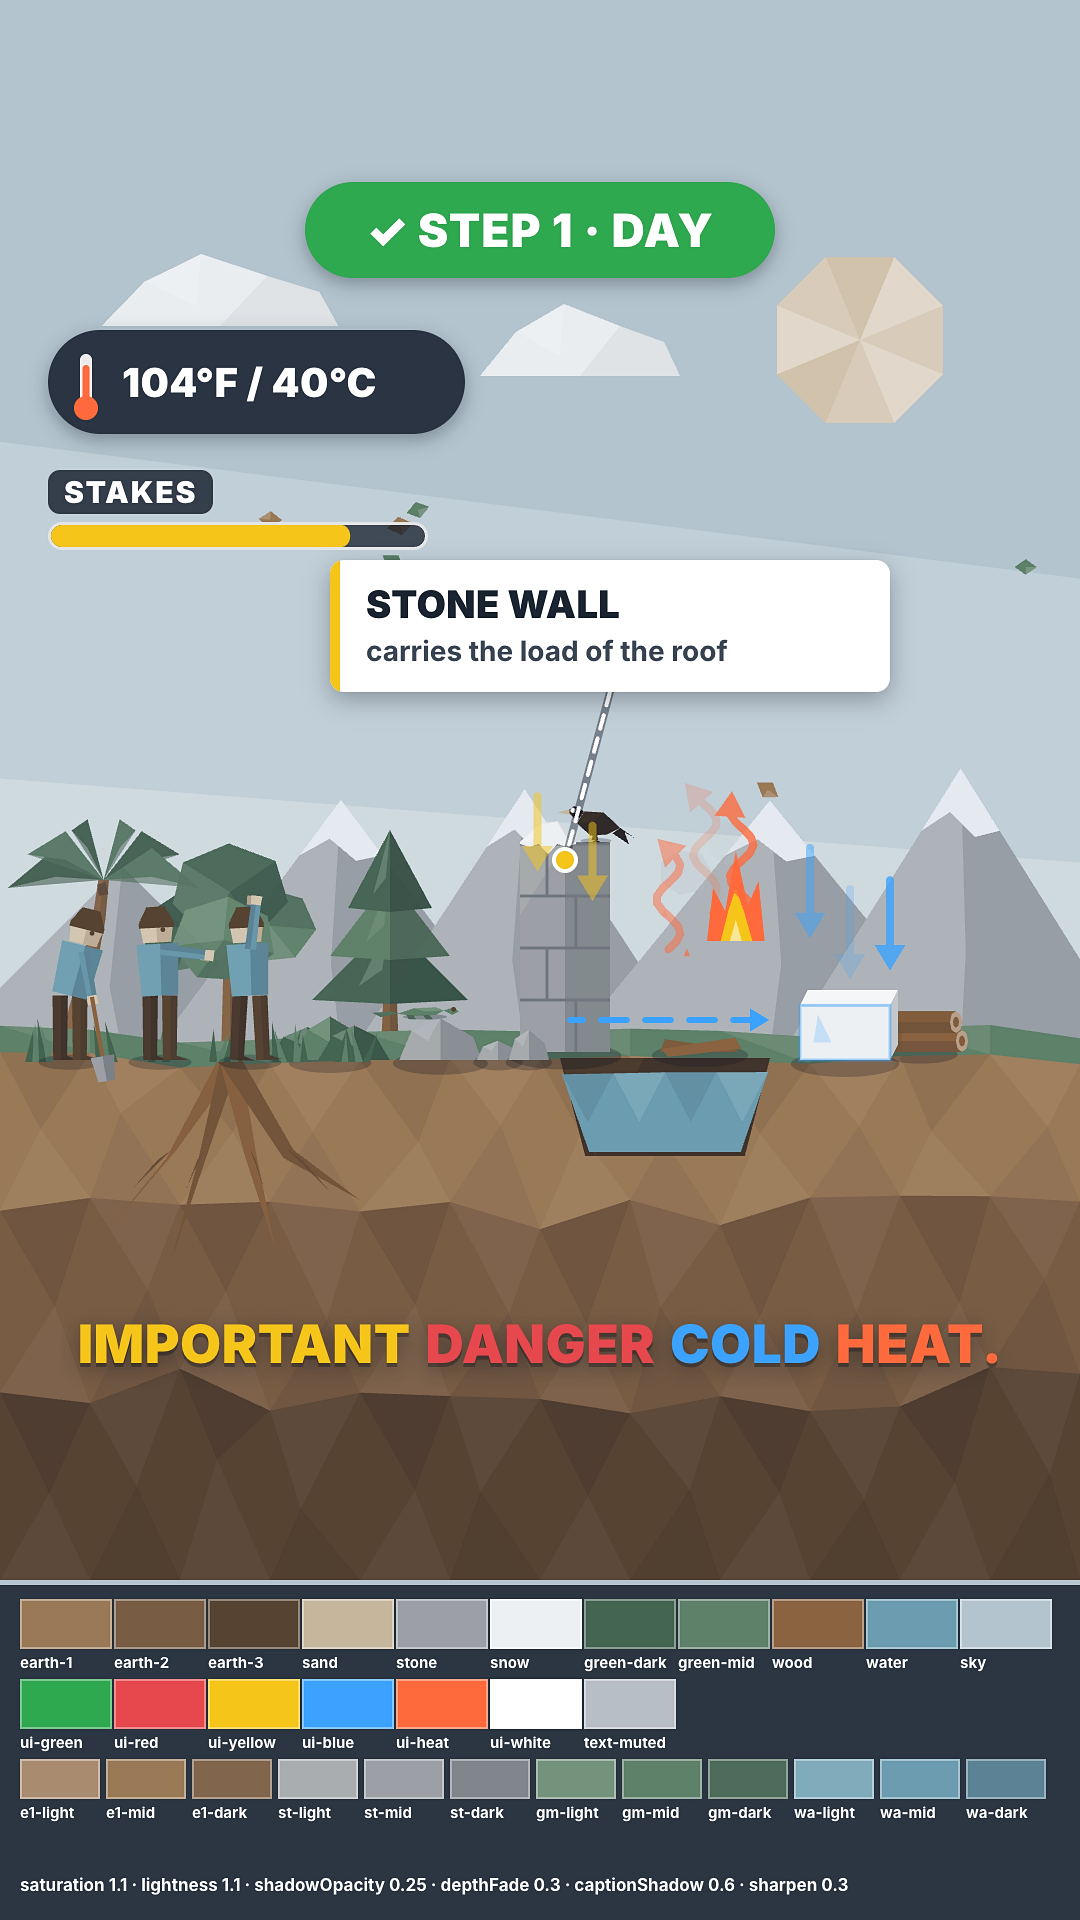 ✓ STEP 1 · DAY
104°F / 40°C
STAKES
STONE WALL
carries the load of the roof
IMPORTANT DANGER COLD HEAT.
earth-1 earth-2 earth-3 sand stone snow green-dark green-mid wood water sky
ui-green ui-red ui-yellow ui-blue ui-heat ui-white text-muted
e1-light e1-mid e1-dark st-light st-mid st-dark gm-light gm-mid gm-dark wa-light wa-mid wa-dark
saturation 1.1 · lightness 1.1 · shadowOpacity 0.25 · depthFade 0.3 · captionShadow 0.6 · sharpen 0.3